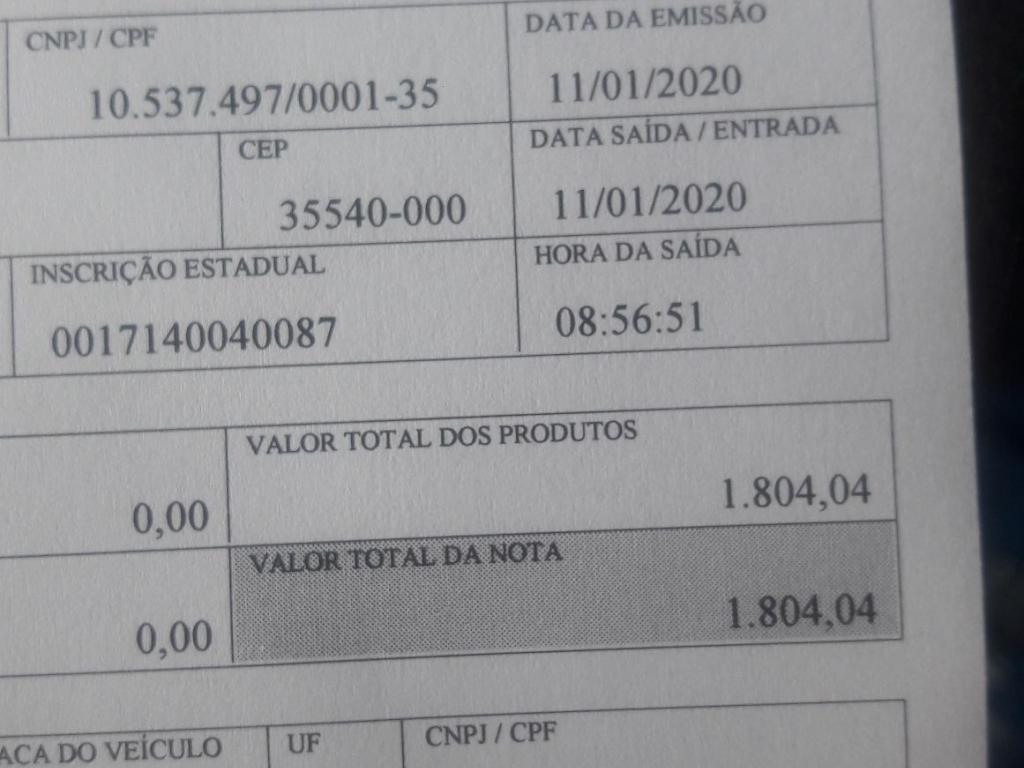 CNPJ / CPF
DATA DA EMISSÃO
10.537.497/0001-35
11/01/2020
CEP
DATA SAÍDA / ENTRADA
35540-000
11/01/2020
INSCRIÇÃO ESTADUAL
HORA DA SAÍDA
0017140040087
08:56:51
VALOR TOTAL DOS PRODUTOS
0,00
1.804,04
VALOR TOTAL DA NOTA
0,00
1.804,04
ACA DO VEÍCULO
UF
CNPJ / CPF